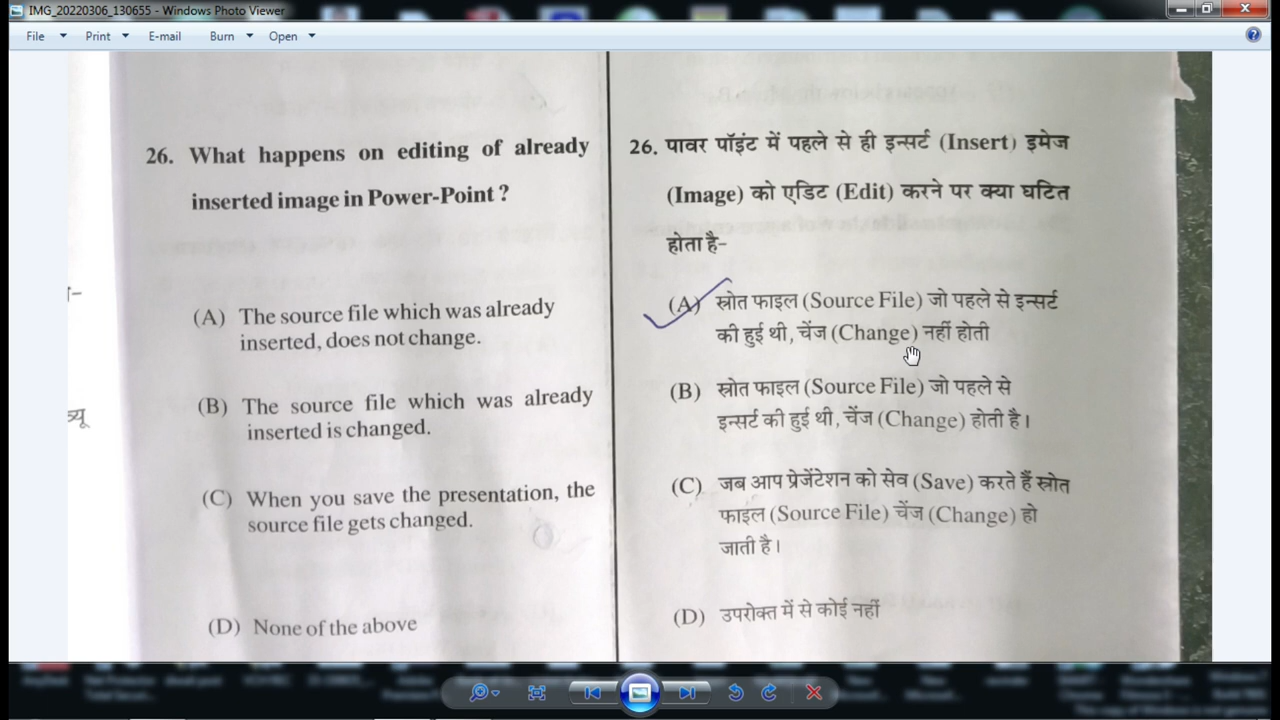 IMG_20220306_130655 - Windows Photo Viewer
File Print E-mail Burn Open
26. What happens on editing of already
inserted image in Power-Point ?
(A) The source file which was already
inserted, does not change.
(B) The source file which was already
inserted is changed.
(C) When you save the presentation, the
source file gets changed.
(D) None of the above
26. पावर पॉइंट में पहले से ही इन्सर्ट (Insert) इमेज
(Image) को एडिट (Edit) करने पर क्या घटित
होता है-
(A) स्रोत फाइल (Source File) जो पहले से इन्सर्ट
की हुई थी, चेंज (Change) नहीं होती
(B) स्रोत फाइल (Source File) जो पहले से
इन्सर्ट की हुई थी, चेंज (Change) होती है।
(C) जब आप प्रेजेंटेशन को सेव (Save) करते हैं स्रोत
फाइल (Source File) चेंज (Change) हो
जाती है।
(D) उपरोक्त में से कोई नहीं